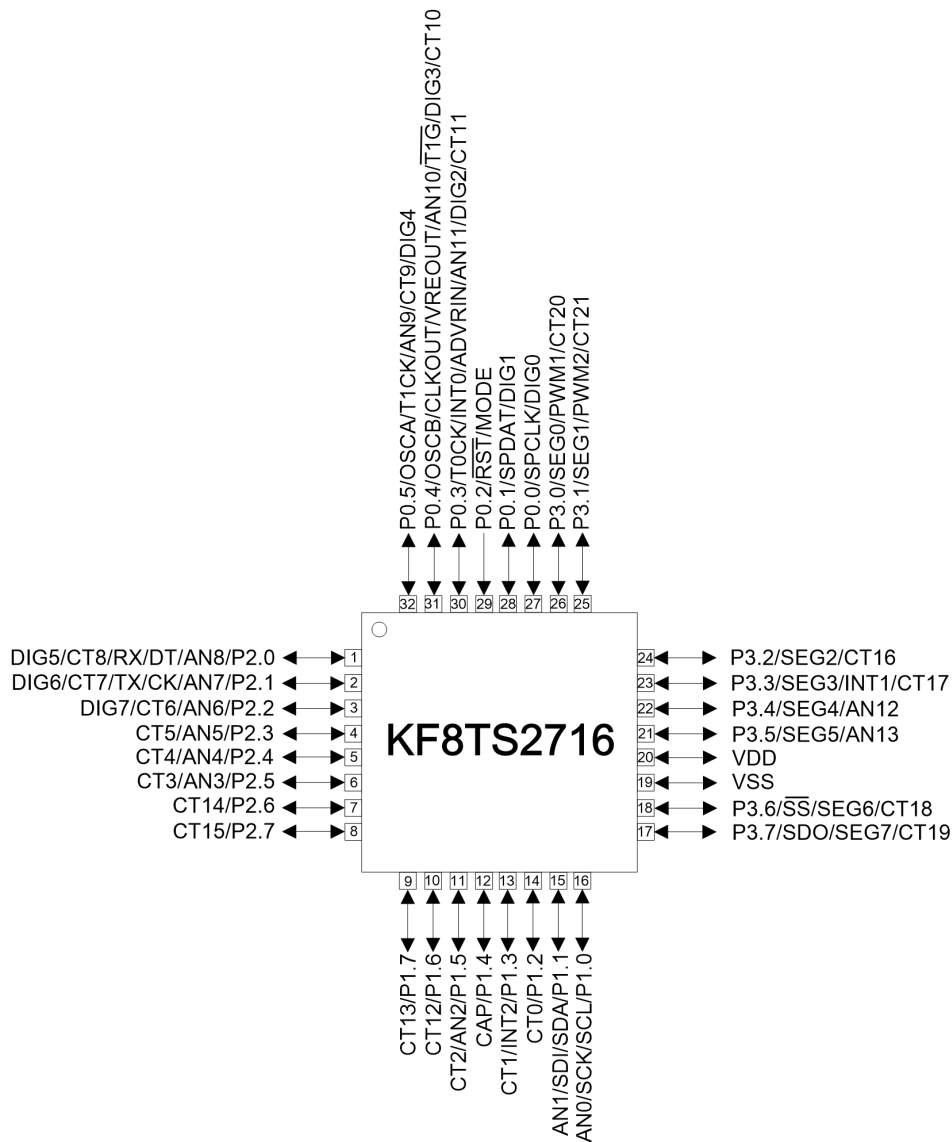 P0.5/OSCA/T1CK/AN9/CT9/DIG4
P0.4/OSCB/CLKOUT/VREOUT/AN10/T̅1̅G̅/DIG3/CT10
P0.3/T0CK/INT0/ADVRIN/AN11/DIG2/CT11
P0.2/R̅S̅T̅/MODE
P0.1/SPDAT/DIG1
P0.0/SPCLK/DIG0
P3.0/SEG0/PWM1/CT20
P3.1/SEG1/PWM2/CT21
32 31 30 29 28 27 26 25
DIG5/CT8/RX/DT/AN8/P2.0 1
DIG6/CT7/TX/CK/AN7/P2.1 2
DIG7/CT6/AN6/P2.2 3
CT5/AN5/P2.3 4
CT4/AN4/P2.4 5
CT3/AN3/P2.5 6
CT14/P2.6 7
CT15/P2.7 8
KF8TS2716
24 P3.2/SEG2/CT16
23 P3.3/SEG3/INT1/CT17
22 P3.4/SEG4/AN12
21 P3.5/SEG5/AN13
20 VDD
19 VSS
18 P3.6/S̅S̅/SEG6/CT18
17 P3.7/SDO/SEG7/CT19
9 10 11 12 13 14 15 16
CT13/P1.7
CT12/P1.6
CT2/AN2/P1.5
CAP/P1.4
CT1/INT2/P1.3
CT0/P1.2
AN1/SDI/SDA/P1.1
AN0/SCK/SCL/P1.0